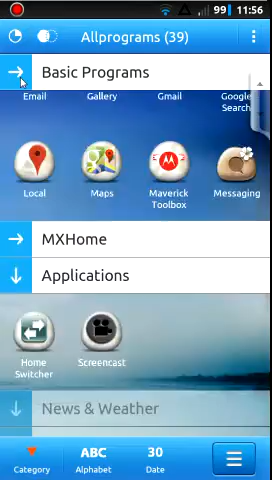 99 11:56
Allprograms (39)
Basic Programs
Email Gallery Gmail Google
Search
Local Maps Maverick Messaging
Toolbox
MXHome
Applications
Home Screencast
Switcher
News & Weather
ABC 30
Category Alphabet Date